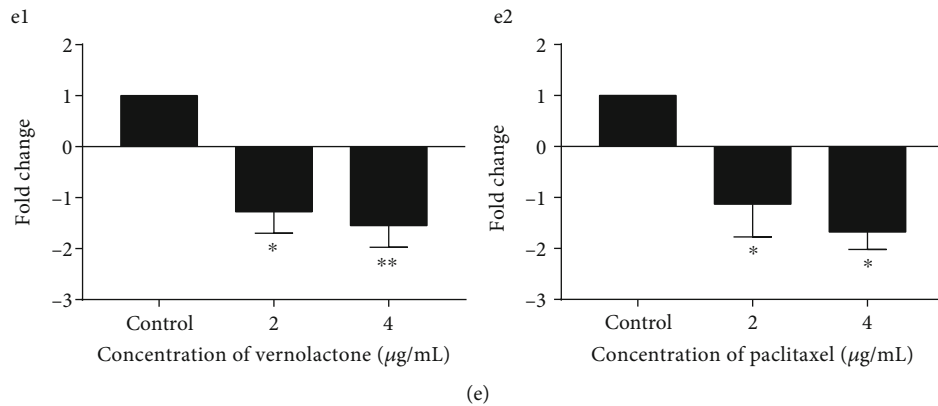 e1
2
1
0
−1
−2
−3
Fold change
*
**
Control
2
4
Concentration of vernolactone (μg/mL)
e2
2
1
0
−1
−2
−3
Fold change
*
*
Control
2
4
Concentration of paclitaxel (μg/mL)
(e)